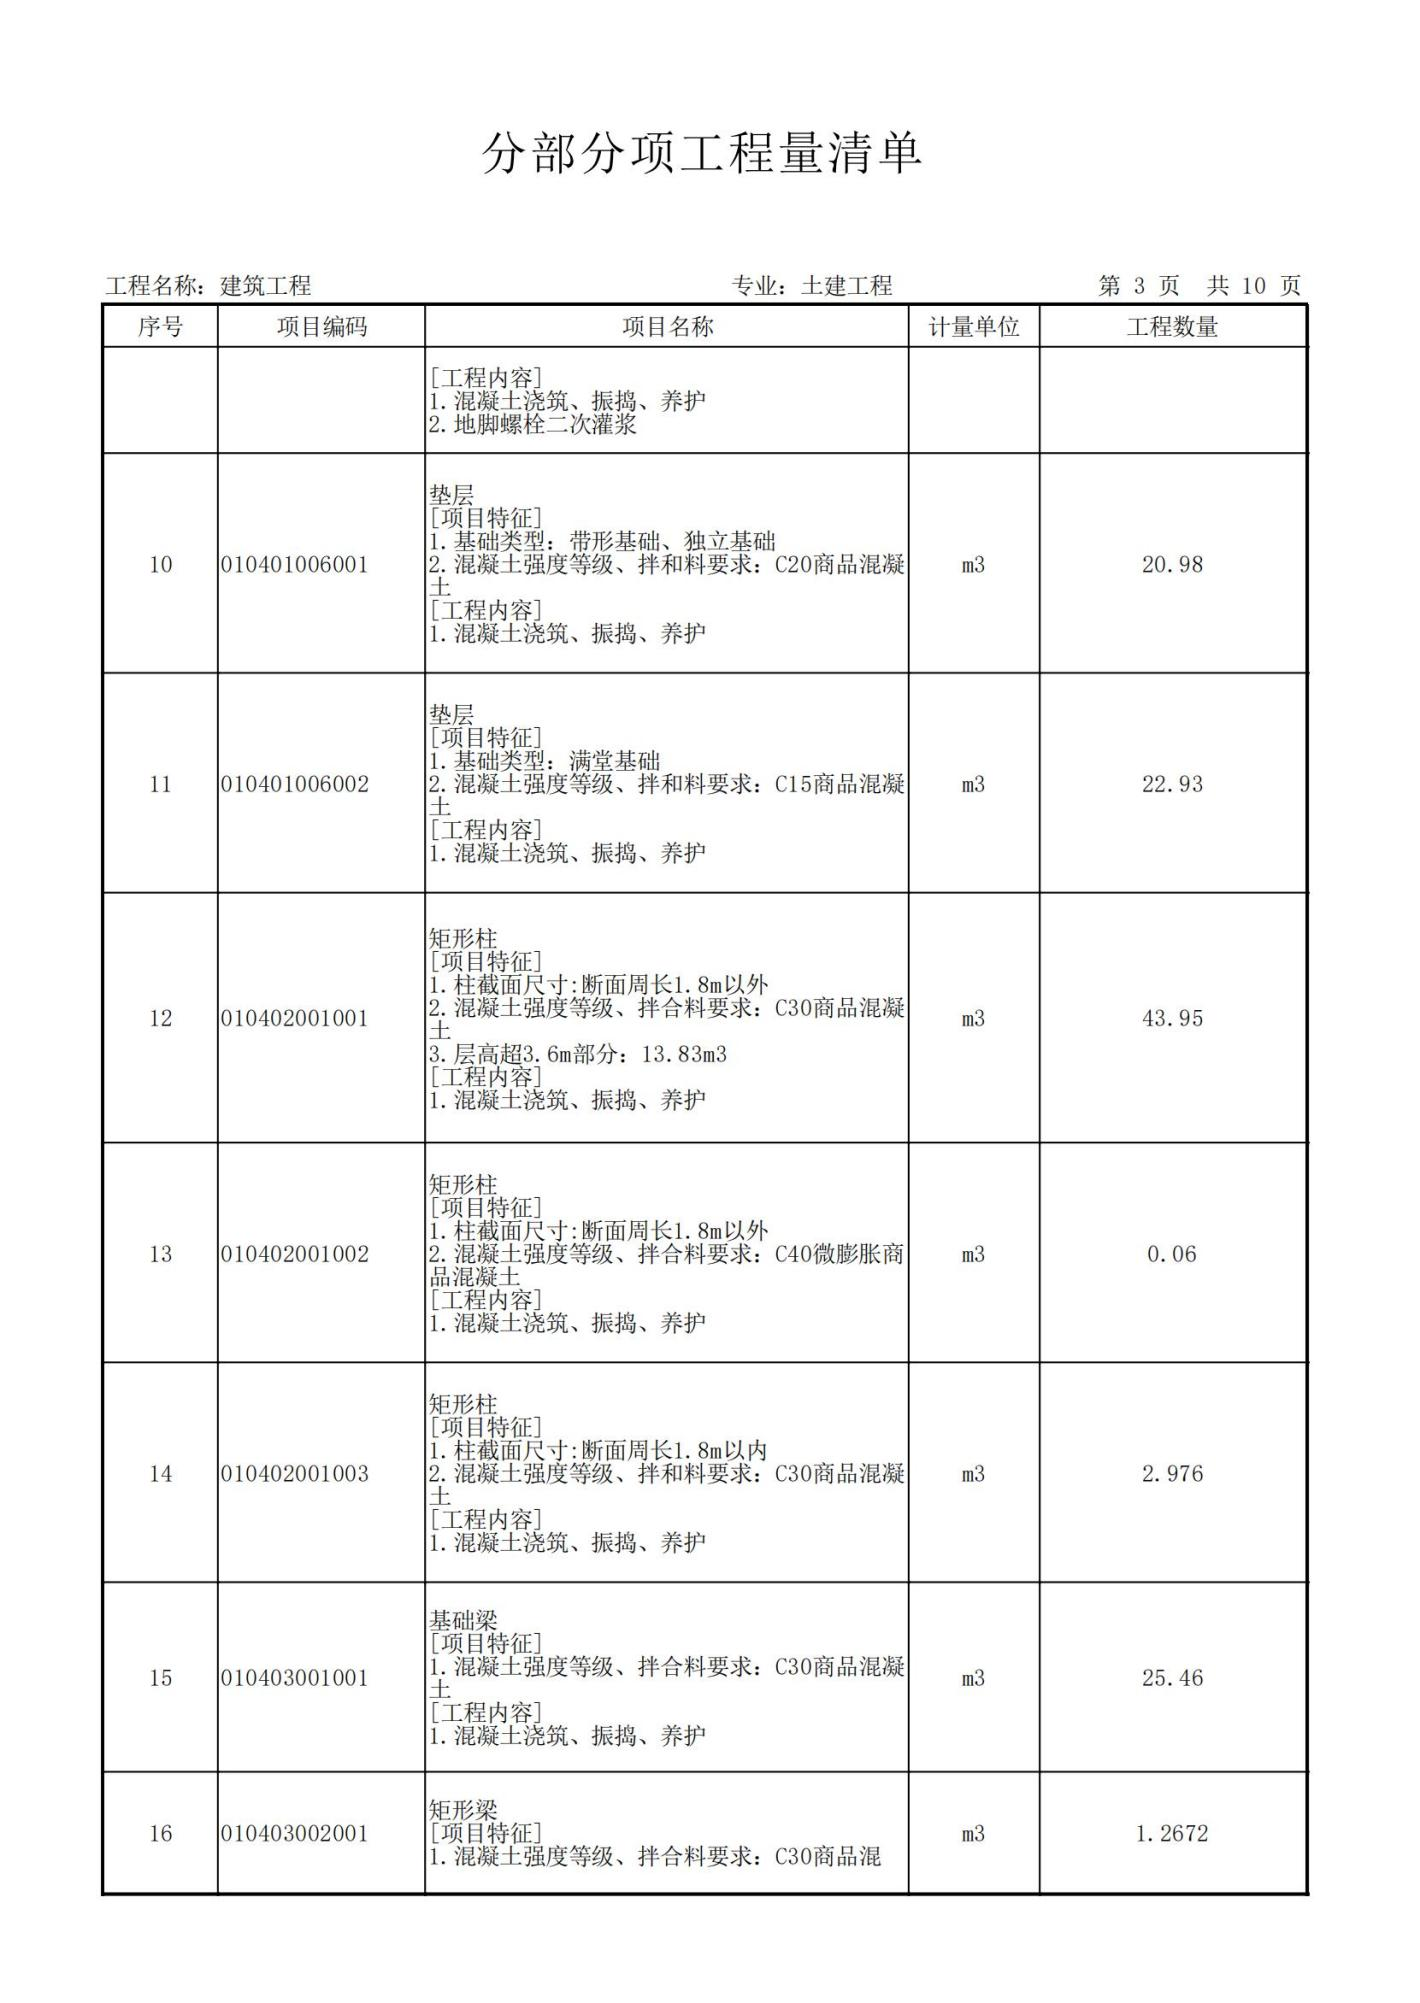 分部分项工程量清单
工程名称：建筑工程 专业：土建工程 第 3 页 共 10 页
序号 项目编码 项目名称 计量单位 工程数量
[工程内容]
1.混凝土浇筑、振捣、养护
2.地脚螺栓二次灌浆
垫层
[项目特征]
1.基础类型：带形基础、独立基础
10 010401006001 2.混凝土强度等级、拌和料要求：C20商品混凝 m3 20.98
土
[工程内容]
1.混凝土浇筑、振捣、养护
垫层
[项目特征]
1.基础类型：满堂基础
11 010401006002 2.混凝土强度等级、拌和料要求：C15商品混凝 m3 22.93
土
[工程内容]
1.混凝土浇筑、振捣、养护
矩形柱
[项目特征]
1.柱截面尺寸:断面周长1.8m以外
12 010402001001 2.混凝土强度等级、拌合料要求：C30商品混凝 m3 43.95
土
3.层高超3.6m部分：13.83m3
[工程内容]
1.混凝土浇筑、振捣、养护
矩形柱
[项目特征]
1.柱截面尺寸:断面周长1.8m以外
13 010402001002 2.混凝土强度等级、拌合料要求：C40微膨胀商 m3 0.06
品混凝土
[工程内容]
1.混凝土浇筑、振捣、养护
矩形柱
[项目特征]
1.柱截面尺寸:断面周长1.8m以内
14 010402001003 2.混凝土强度等级、拌和料要求：C30商品混凝 m3 2.976
土
[工程内容]
1.混凝土浇筑、振捣、养护
基础梁
[项目特征]
15 010403001001 1.混凝土强度等级、拌合料要求：C30商品混凝 m3 25.46
土
[工程内容]
1.混凝土浇筑、振捣、养护
矩形梁
16 010403002001 [项目特征] m3 1.2672
1.混凝土强度等级、拌合料要求：C30商品混